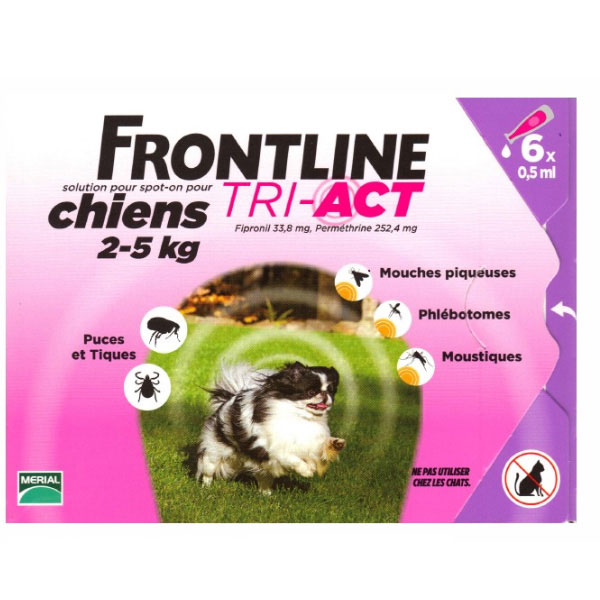 FRONTLINE
solution pour spot-on pour
TRI-ACT
chiens
2-5 kg
Fipronil 33,8 mg, Perméthrine 252,4 mg
6x
0,5 ml
Mouches piqueuses
Phlébotomes
Moustiques
Puces
et Tiques
MERIAL
NE PAS UTILISER
CHEZ LES CHATS.